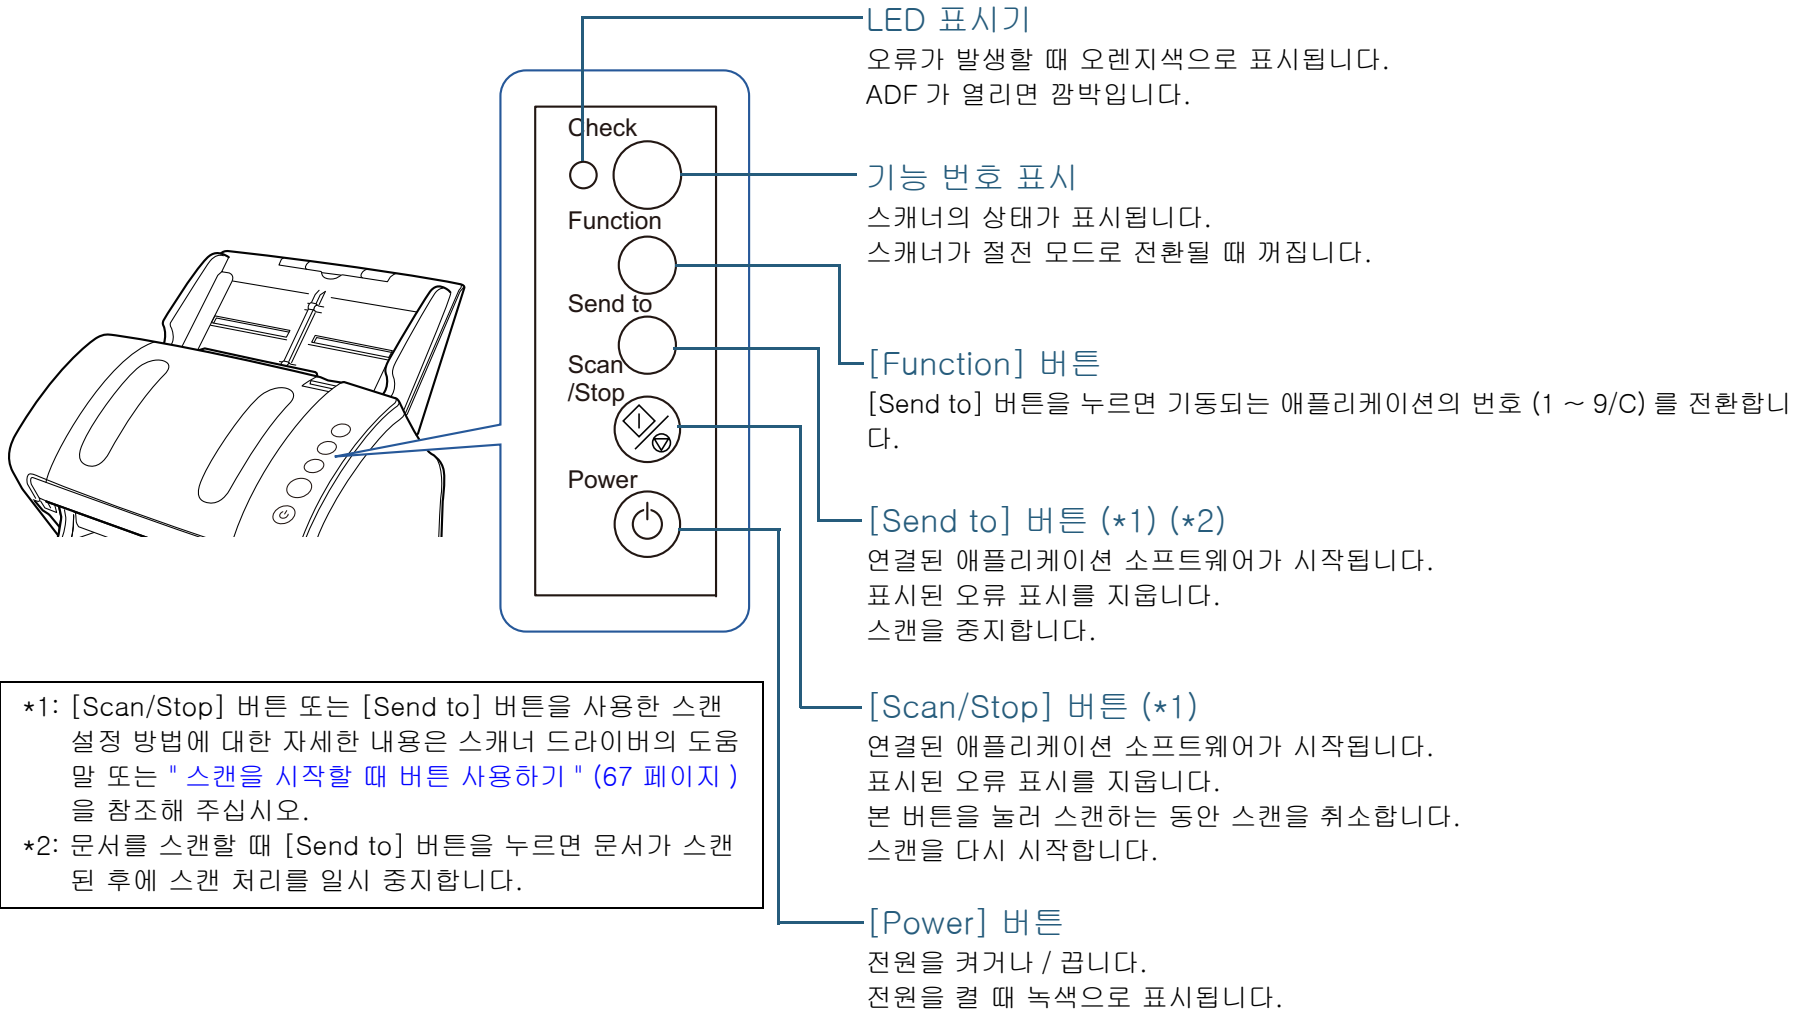 LED 표시기
오류가 발생할 때 오렌지색으로 표시됩니다.
ADF 가 열리면 깜박입니다.
Check
기능 번호 표시
스캐너의 상태가 표시됩니다.
스캐너가 절전 모드로 전환될 때 꺼집니다.
Function
Send to
Scan
/Stop
Power
[Function] 버튼
[Send to] 버튼을 누르면 기동되는 애플리케이션의 번호 (1 ~ 9/C) 를 전환합니
다.
[Send to] 버튼 (*1) (*2)
연결된 애플리케이션 소프트웨어가 시작됩니다.
표시된 오류 표시를 지웁니다.
스캔을 중지합니다.
[Scan/Stop] 버튼 (*1)
연결된 애플리케이션 소프트웨어가 시작됩니다.
표시된 오류 표시를 지웁니다.
본 버튼을 눌러 스캔하는 동안 스캔을 취소합니다.
스캔을 다시 시작합니다.
[Power] 버튼
전원을 켜거나 / 끕니다.
전원을 켤 때 녹색으로 표시됩니다.
*1: [Scan/Stop] 버튼 또는 [Send to] 버튼을 사용한 스캔
설정 방법에 대한 자세한 내용은 스캐너 드라이버의 도움
말 또는 " 스캔을 시작할 때 버튼 사용하기 " (67 페이지 )
을 참조해 주십시오.
*2: 문서를 스캔할 때 [Send to] 버튼을 누르면 문서가 스캔
된 후에 스캔 처리를 일시 중지합니다.